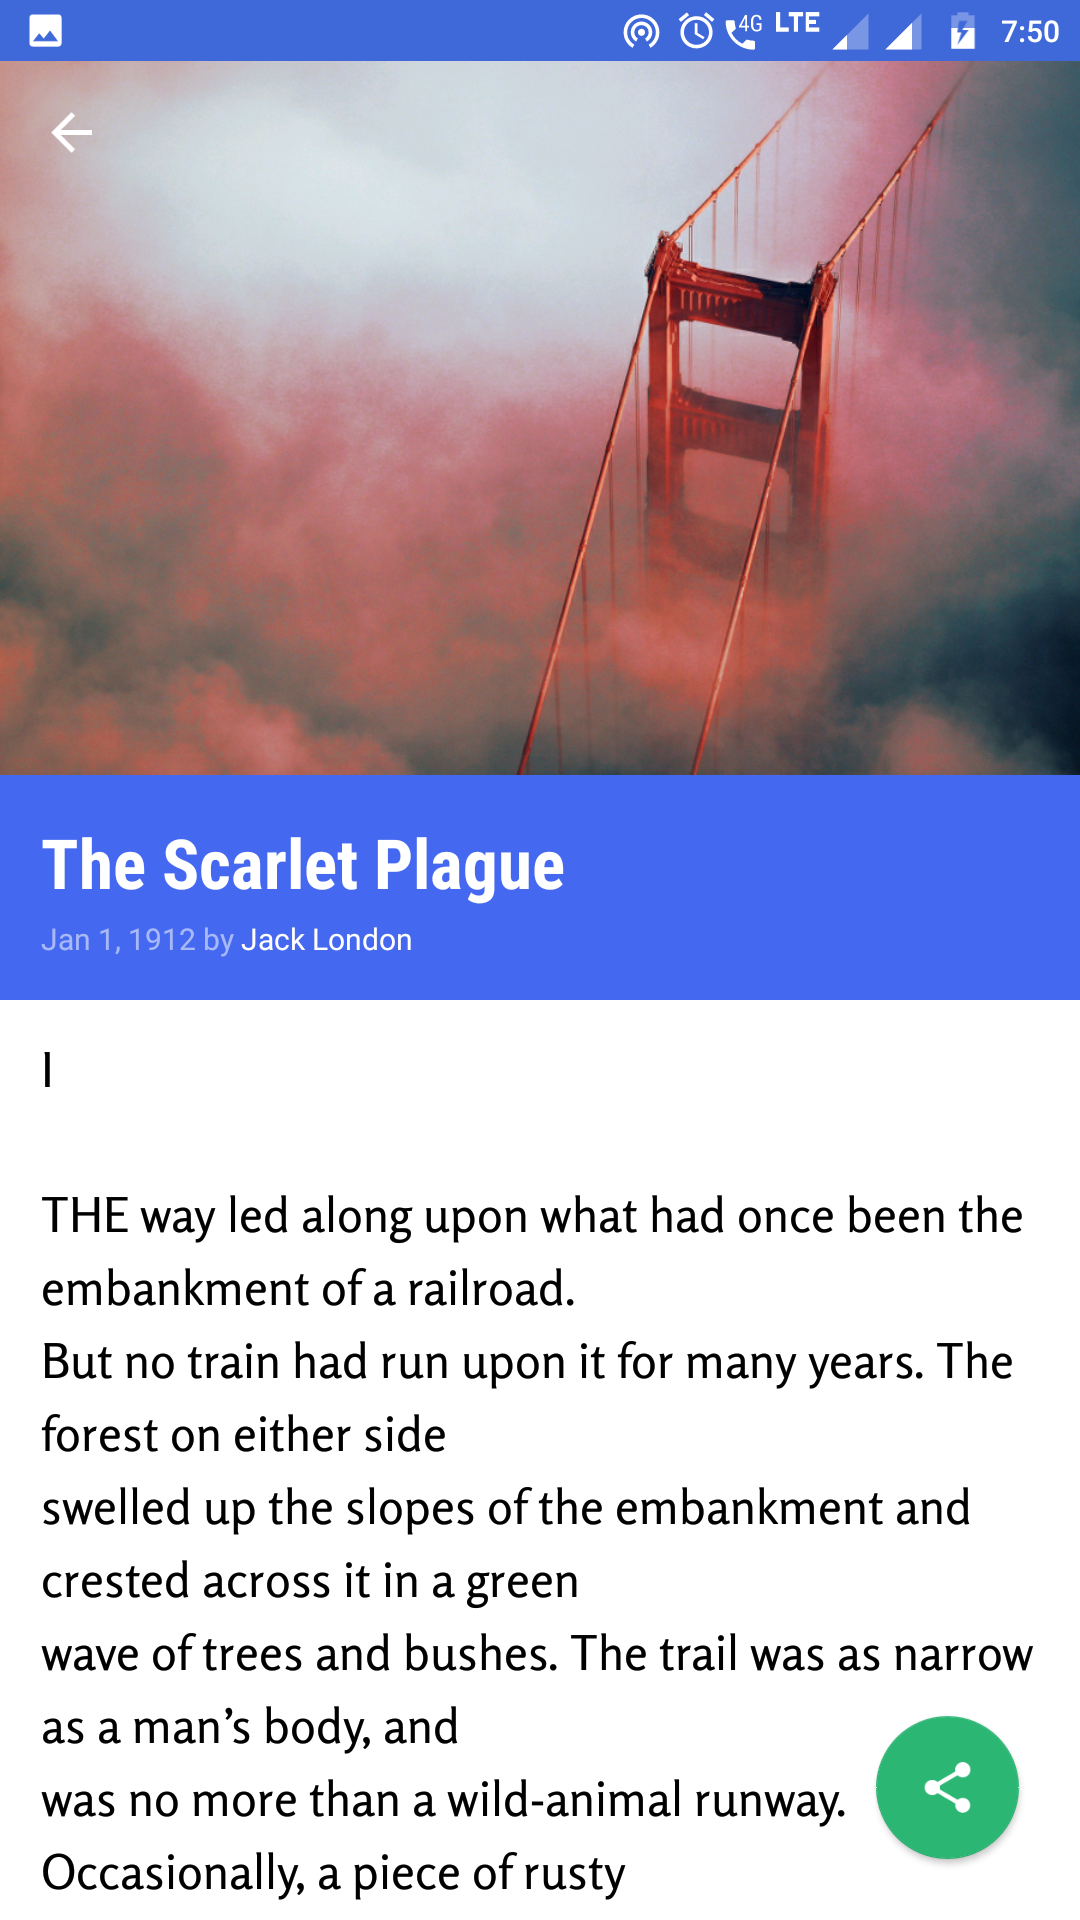 4G LTE 7:50
The Scarlet Plague
Jan 1, 1912 by Jack London
I
THE way led along upon what had once been the
embankment of a railroad.
But no train had run upon it for many years. The
forest on either side
swelled up the slopes of the embankment and
crested across it in a green
wave of trees and bushes. The trail was as narrow
as a man’s body, and
was no more than a wild-animal runway.
Occasionally, a piece of rusty